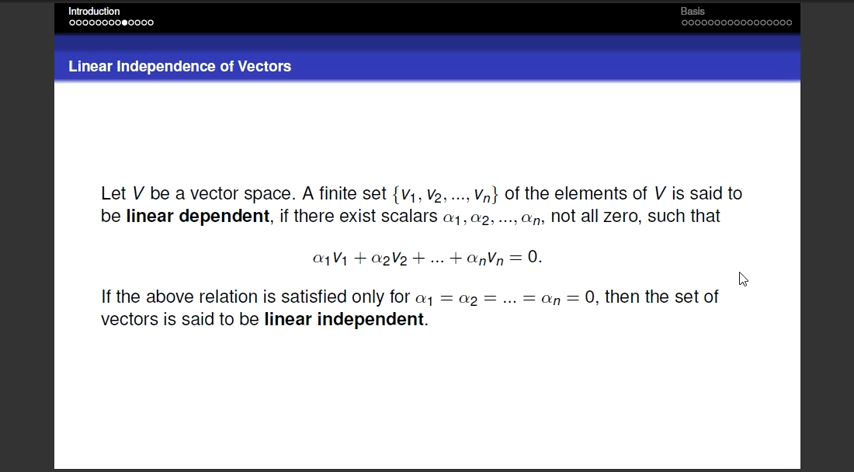 Introduction
Basis
Linear Independence of Vectors
Let V be a vector space. A finite set {v₁, v₂, ..., vₙ} of the elements of V is said to
be linear dependent, if there exist scalars α₁, α₂, ..., αₙ, not all zero, such that
α₁v₁ + α₂v₂ + ... + αₙvₙ = 0.
If the above relation is satisfied only for α₁ = α₂ = ... = αₙ = 0, then the set of
vectors is said to be linear independent.